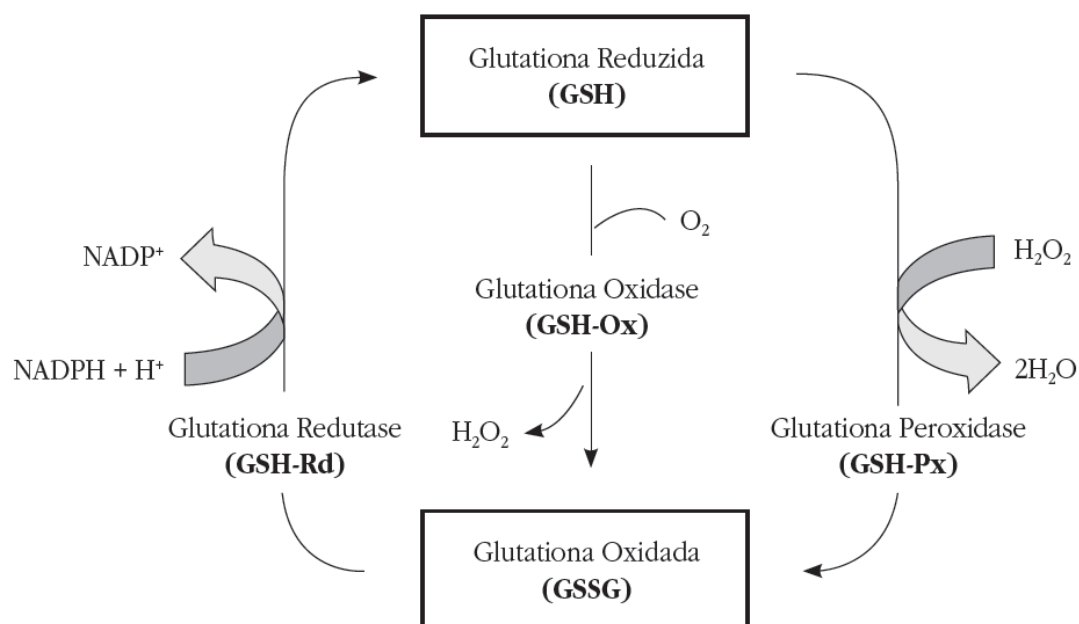 Glutationa Reduzida
(GSH)
O₂
NADP⁺
H₂O₂
Glutationa Oxidase
(GSH-Ox)
NADPH + H⁺
2H₂O
Glutationa Redutase
(GSH-Rd)
H₂O₂
Glutationa Peroxidase
(GSH-Px)
Glutationa Oxidada
(GSSG)